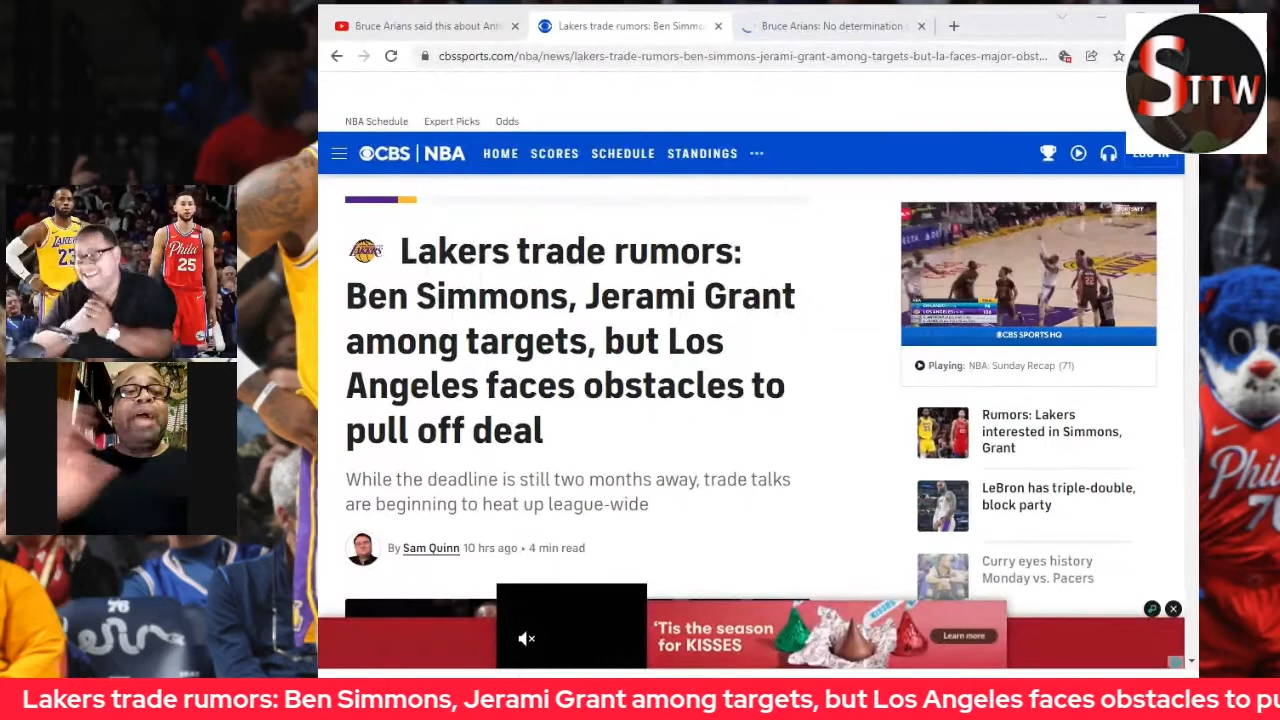 Bruce Arians said this about Ant
Lakers trade rumors: Ben Simmo
Bruce Arians: No determination
cbssports.com/nba/news/lakers-trade-rumors-ben-simmons-jerami-grant-among-targets-but-la-faces-major-obst...
STTW
NBA Schedule Expert Picks Odds
CBS NBA HOME SCORES SCHEDULE STANDINGS ...
LOG IN
LAKERS
23
Phila
25
Lakers trade rumors:
Ben Simmons, Jerami Grant
among targets, but Los
Angeles faces obstacles to
pull off deal
While the deadline is still two months away, trade talks
are beginning to heat up league-wide
By Sam Quinn 10 hrs ago • 4 min read
CBS SPORTS HQ
Playing: NBA: Sunday Recap (71)
Rumors: Lakers
interested in Simmons,
Grant
LeBron has triple-double,
block party
Curry eyes history
Monday vs. Pacers
'Tis the season
for KISSES
KISSES
Learn more
Phil
76
Lakers trade rumors: Ben Simmons, Jerami Grant among targets, but Los Angeles faces obstacles to pu